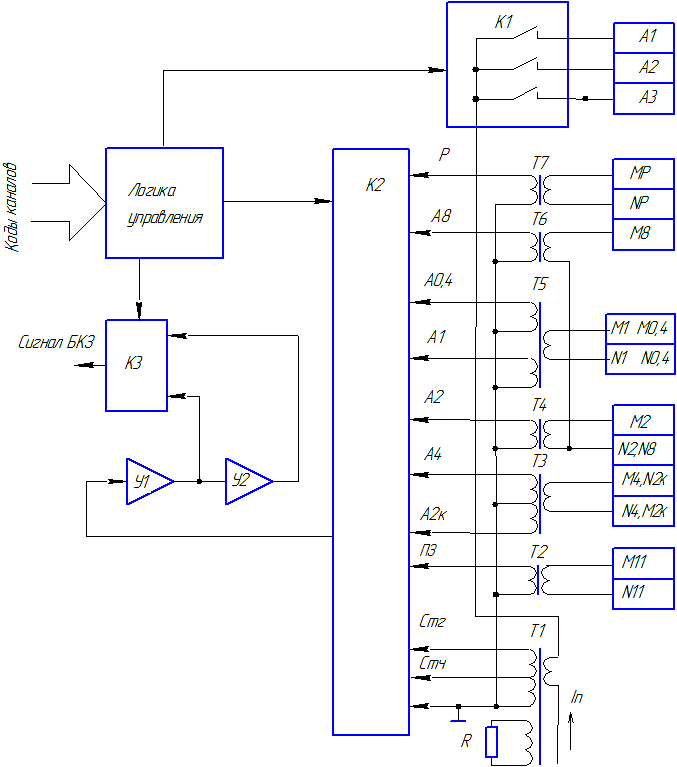 К1
А1
А2
А3
Коды каналов
Логика
управления
К2
Р
Т7
МР
NР
А8
Т6
М8
А0,4
Т5
М1 М0,4
N1 N0,4
А1
Сигнал БКЗ
К3
А2
Т4
М2
N2,N8
А4
Т3
М4,N2к
N4,М2к
У1
У2
А2к
ПЗ
Т2
М11
N11
Стг
Т1
Стч
Iп
R